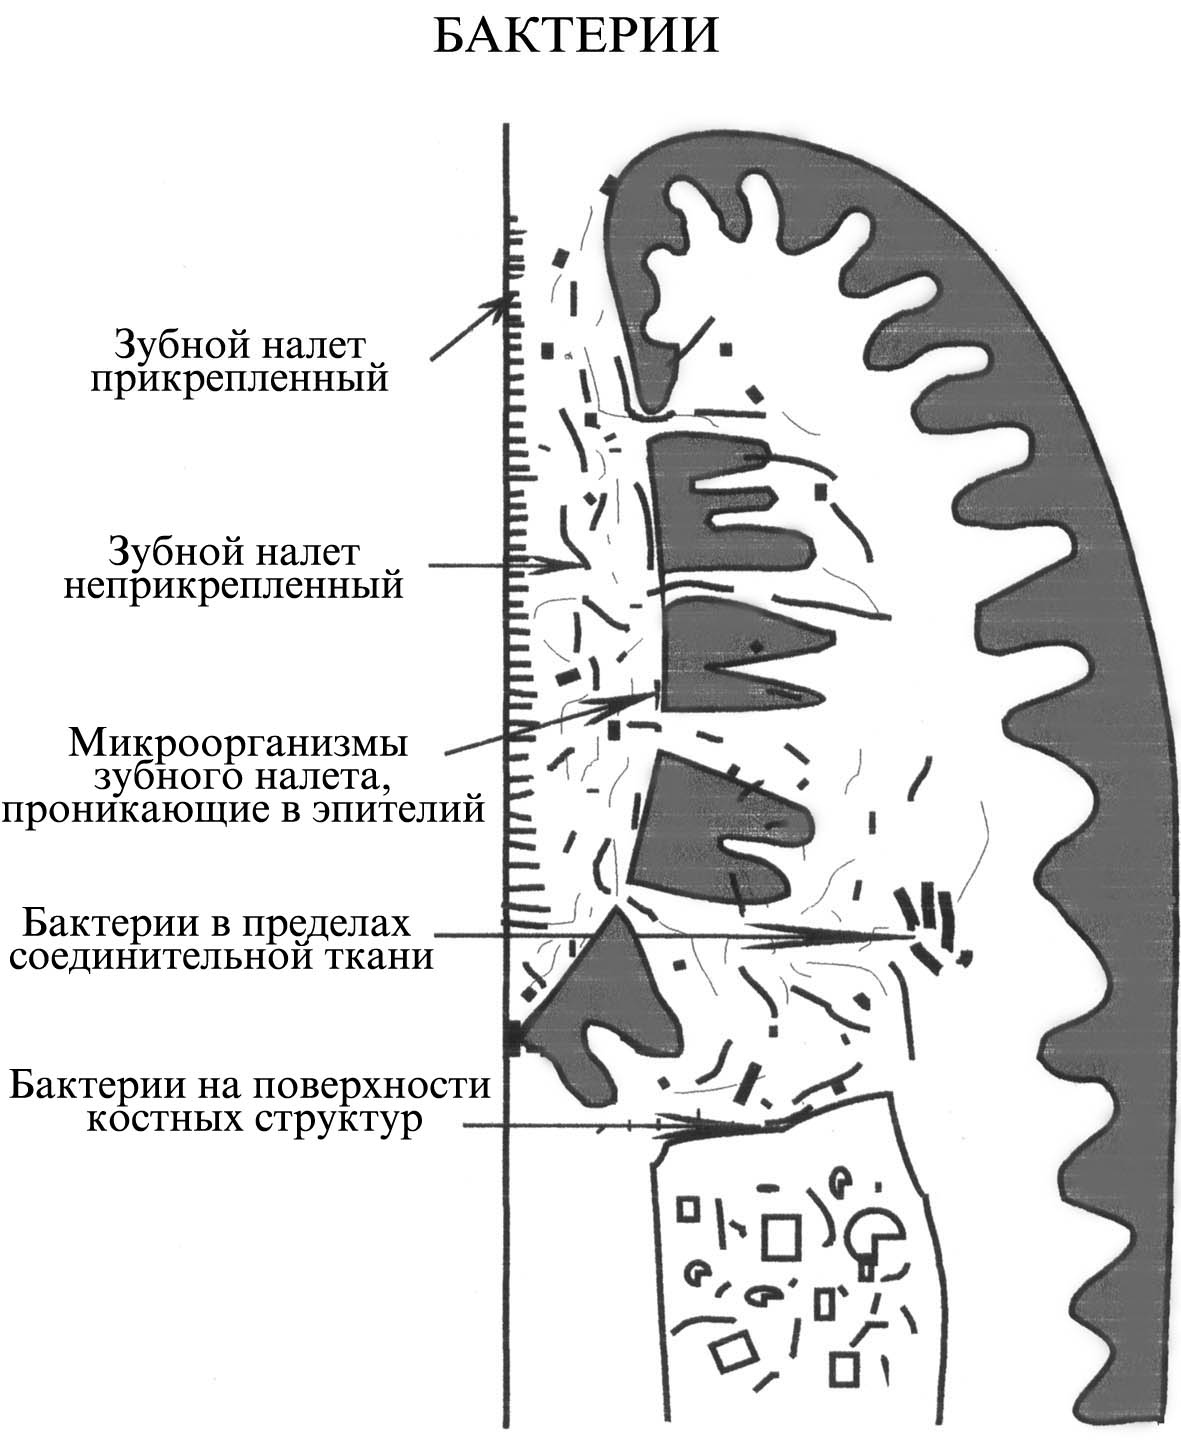 БАКТЕРИИ
Зубной налет
прикрепленный
Зубной налет
неприкрепленный
Микроорганизмы
зубного налета,
проникающие в эпителий
Бактерии в пределах
соединительной ткани
Бактерии на поверхности
костных структур